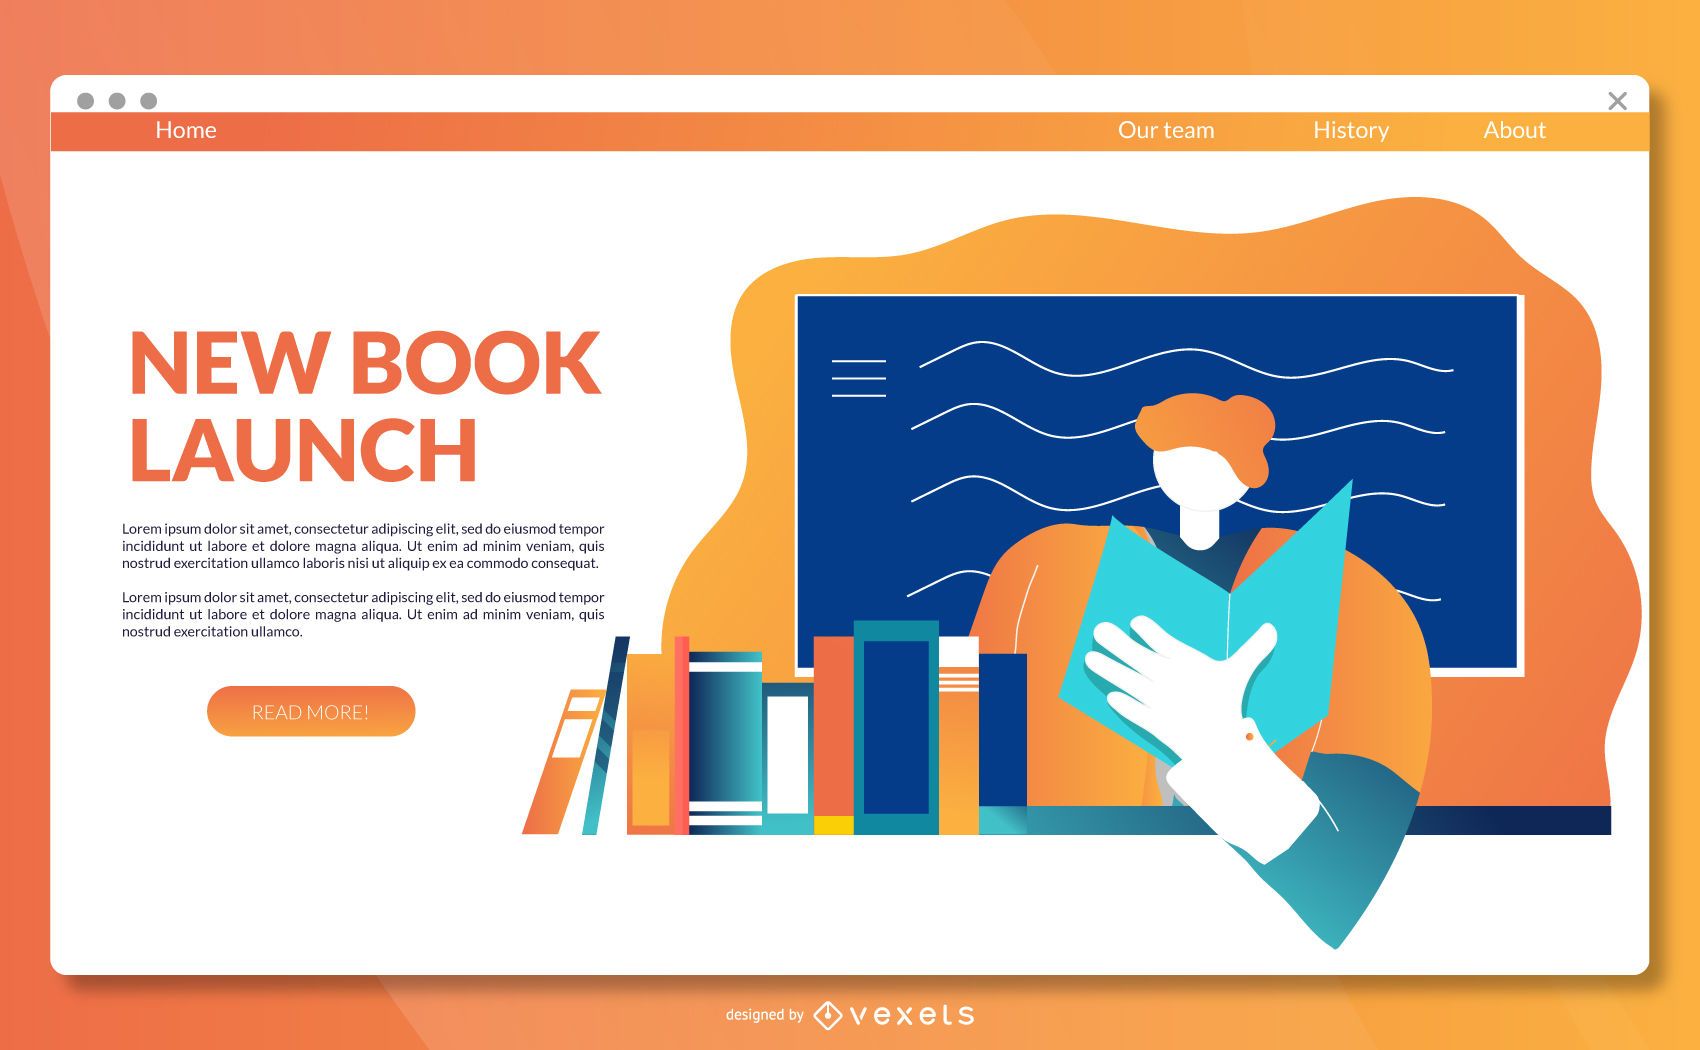 Home
Our team
History
About
NEW BOOK
LAUNCH
Lorem ipsum dolor sit amet, consectetur adipiscing elit, sed do eiusmod tempor
incididunt ut labore et dolore magna aliqua. Ut enim ad minim veniam, quis
nostrud exercitation ullamco laboris nisi ut aliquip ex ea commodo consequat.
Lorem ipsum dolor sit amet, consectetur adipiscing elit, sed do eiusmod tempor
incididunt ut labore et dolore magna aliqua. Ut enim ad minim veniam, quis
nostrud exercitation ullamco.
READ MORE!
designed by vexels